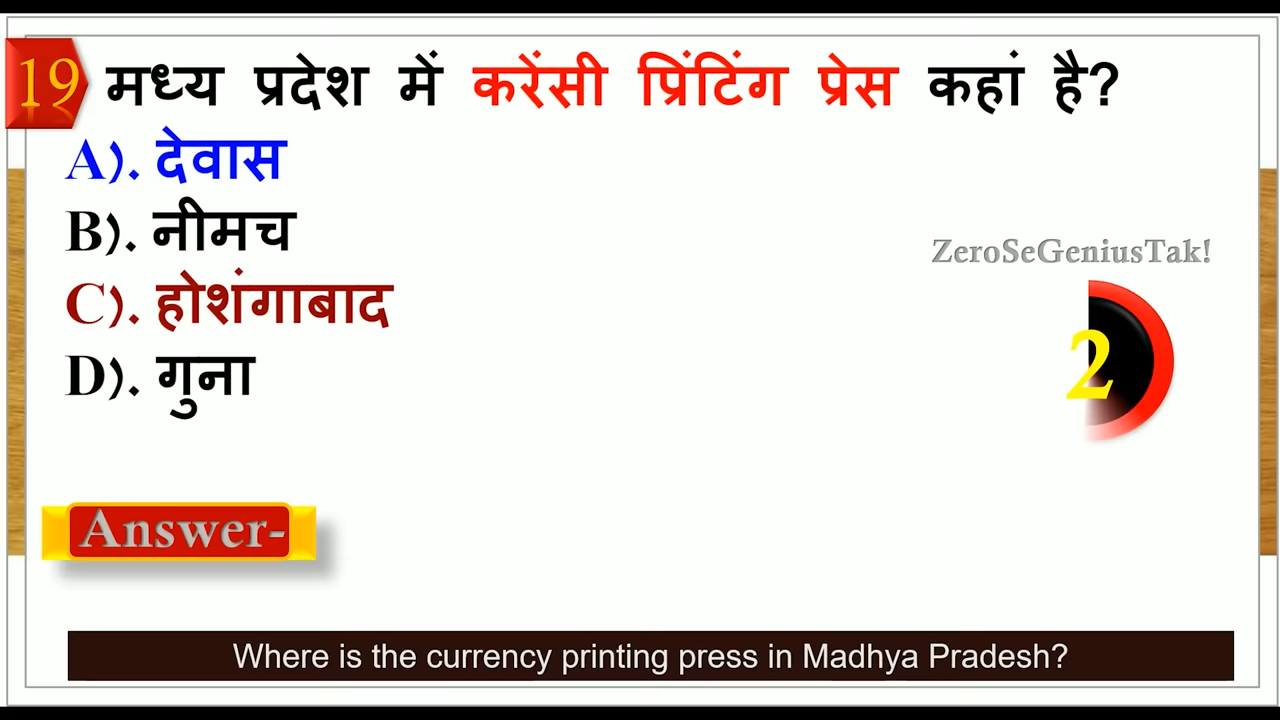 19 मध्य प्रदेश में करेंसी प्रिंटिंग प्रेस कहां है?
A). देवास
B). नीमच
C). होशंगाबाद
D). गुना
ZeroSeGeniusTak!
2
Answer-
Where is the currency printing press in Madhya Pradesh?